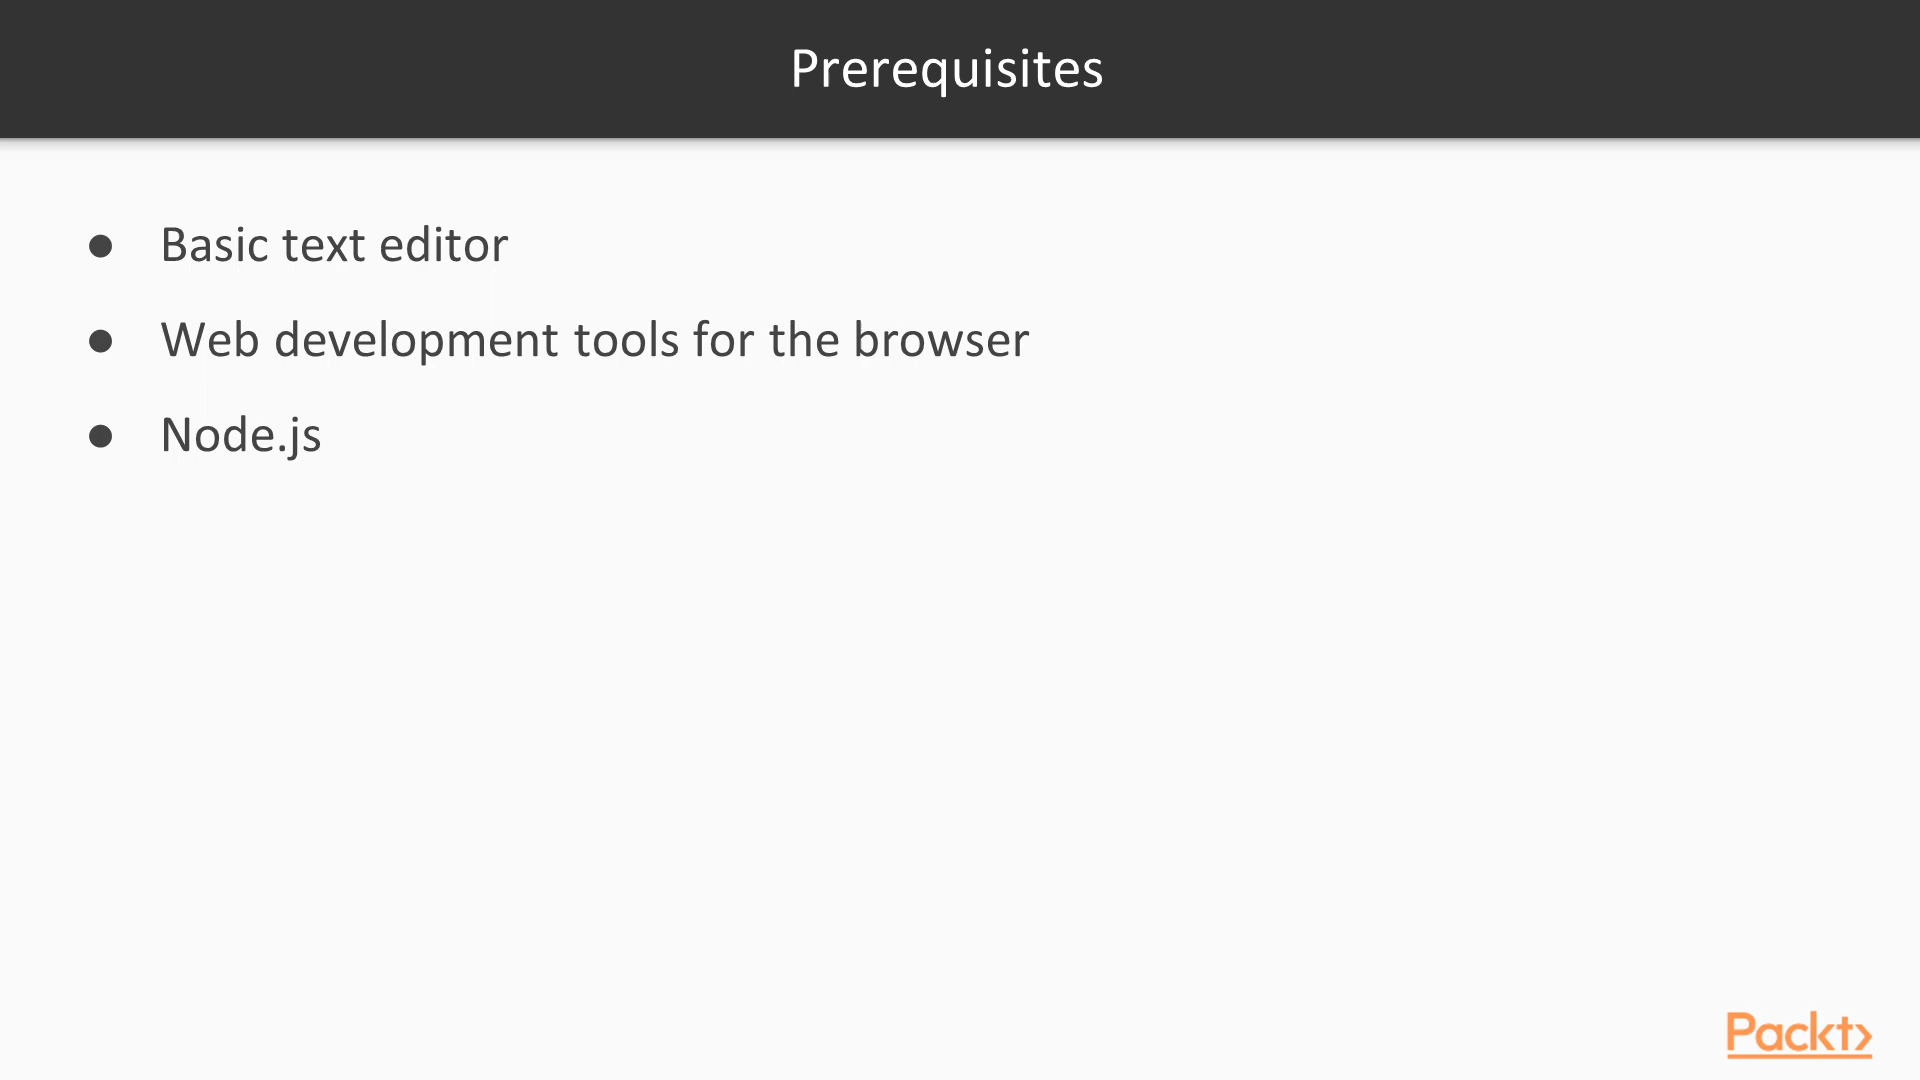 Prerequisites
● Basic text editor
● Web development tools for the browser
● Node.js
Packt>